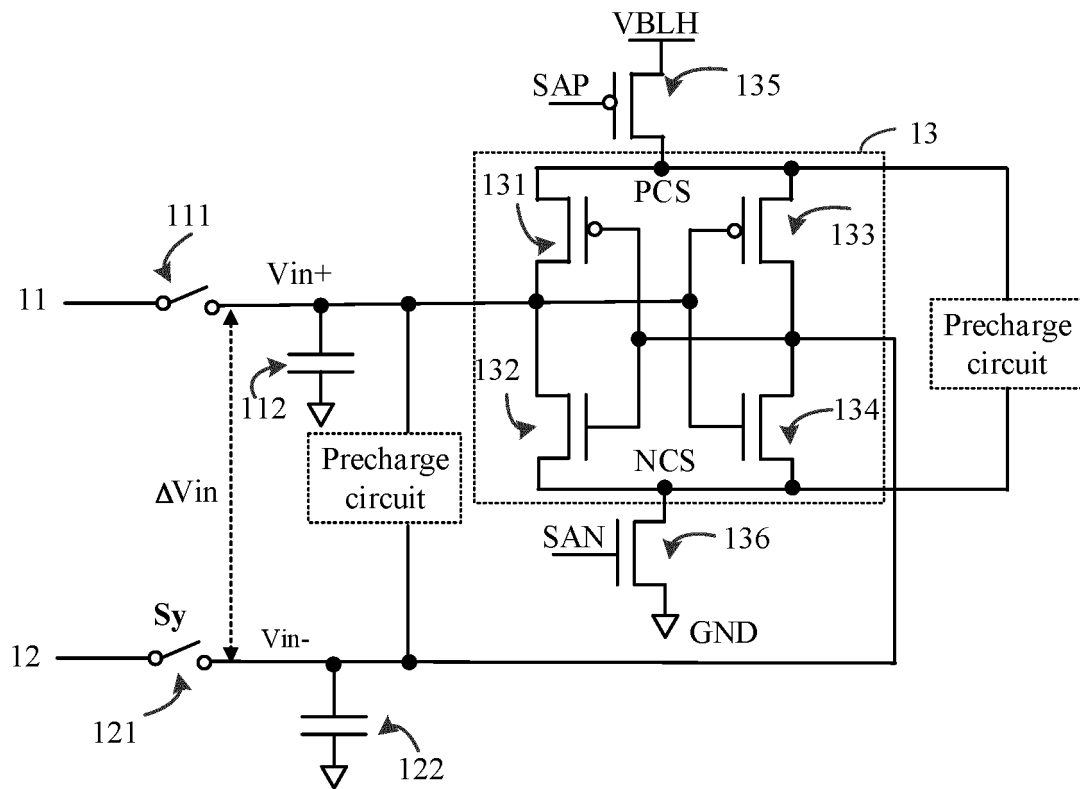 VBLH
SAP
135
13
131
PCS
133
111
Vin+
11
Precharge
circuit
112
132
134
Precharge
circuit
NCS
ΔVin
SAN
136
Sy
Vin-
GND
12
121
122